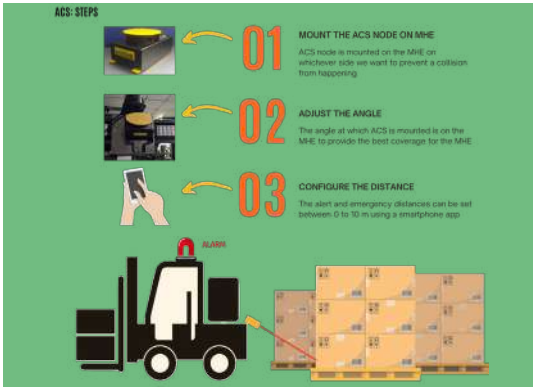 ACS: STEPS
01
MOUNT THE ACS NODE ON MHE
ACS node is mounted on the MHE on
whichever side we want to prevent a collision
from happening
02
ADJUST THE ANGLE
The angle at which ACS is mounted is on the
MHE to provide the best coverage for the MHE
03
CONFIGURE THE DISTANCE
The alert and emergency distances can be set
between 0 to 10 m using a smartphone app
ALARM